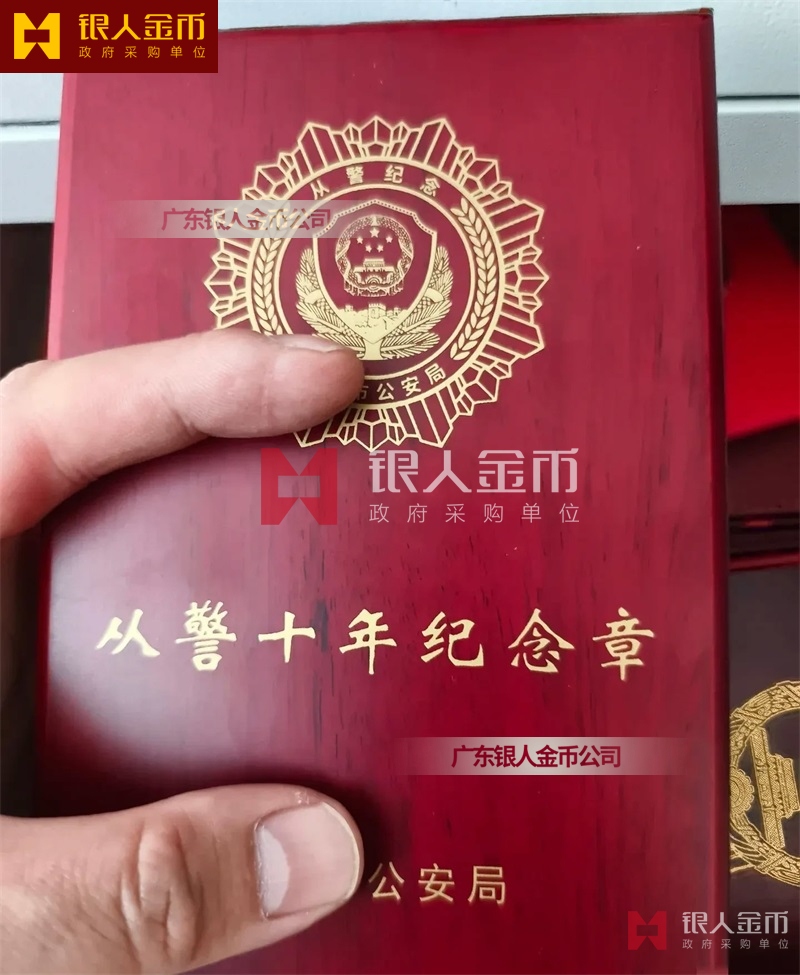 银人金币
政府采购单位
从警纪念
广东银人金币公司
市公安局
银人金币
政府采购单位
从警十年纪念章
广东银人金币公司
公安局
银人金币
政府采购单位